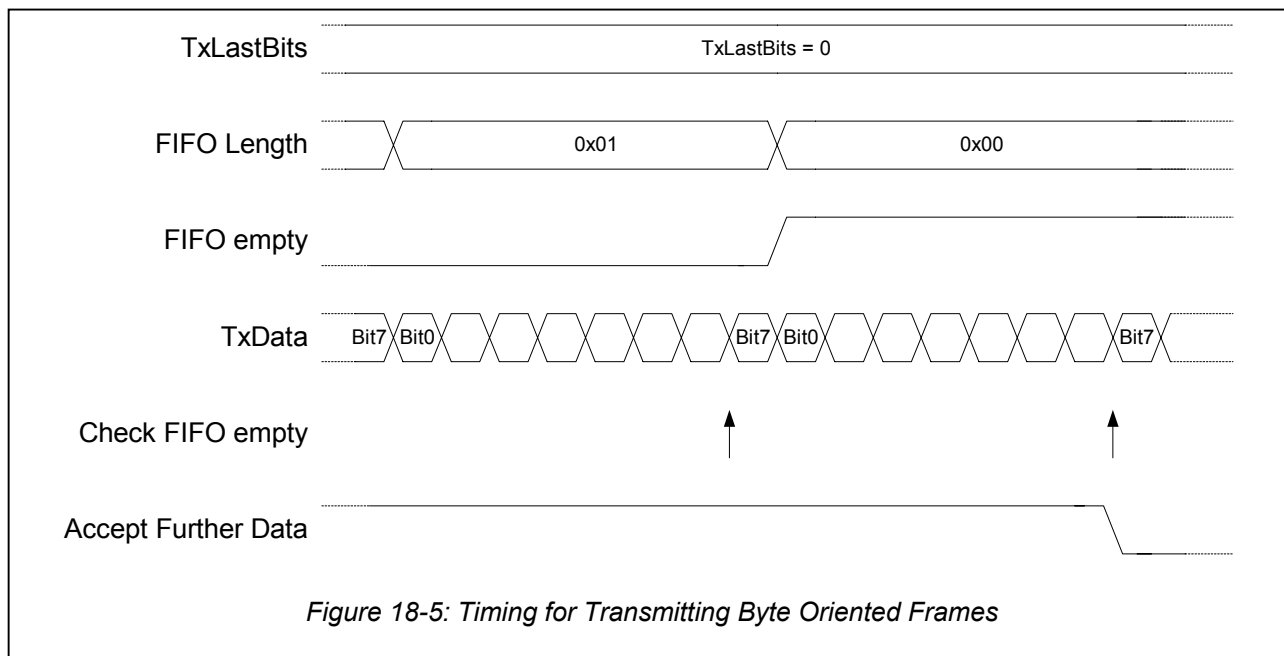 TxLastBits
TxLastBits = 0
FIFO Length
0x01
0x00
FIFO empty
TxData
Bit7 Bit0 Bit7 Bit0 Bit7
Check FIFO empty
Accept Further Data
Figure 18-5: Timing for Transmitting Byte Oriented Frames